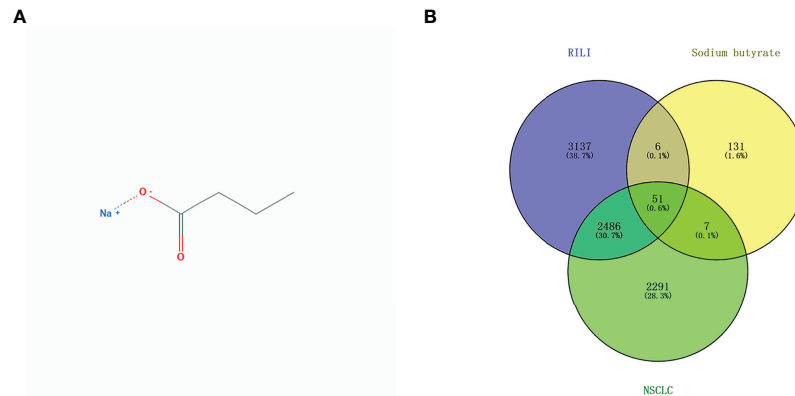 A
B
RILI
Sodium butyrate
3137
(38.7%)
6
(0.1%)
131
(1.6%)
51
(0.6%)
2486
(30.7%)
7
(0.1%)
2291
(28.3%)
NSCLC
Na +
O -
O